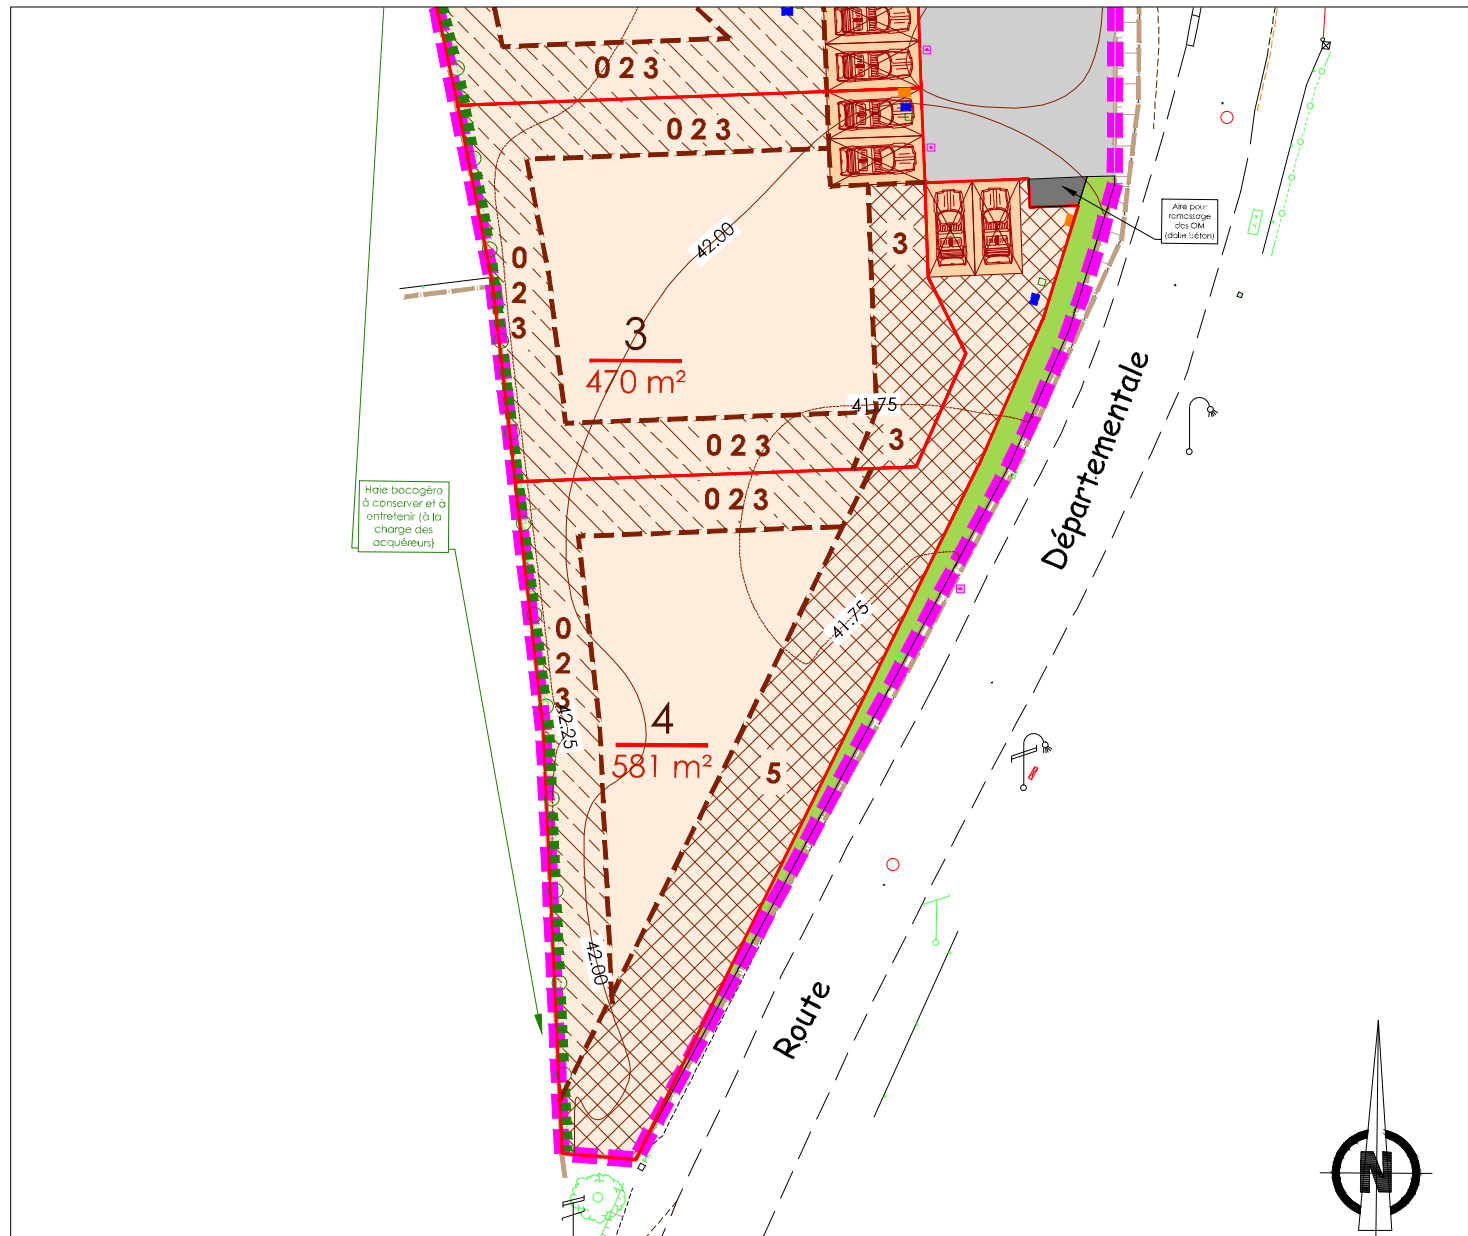 0 2 3
0 2 3
Aire pour
ramassage
des OM
(dalle béton)
42.00
3
0
2
3
3
470 m²
41.75
0 2 3
3
0 2 3
Haie bocagère
à conserver et à
entretenir (à la
charge des
acquéreurs)
Départementale
41.75
0
2
3
42.25
4
581 m²
5
42.00
Route
N